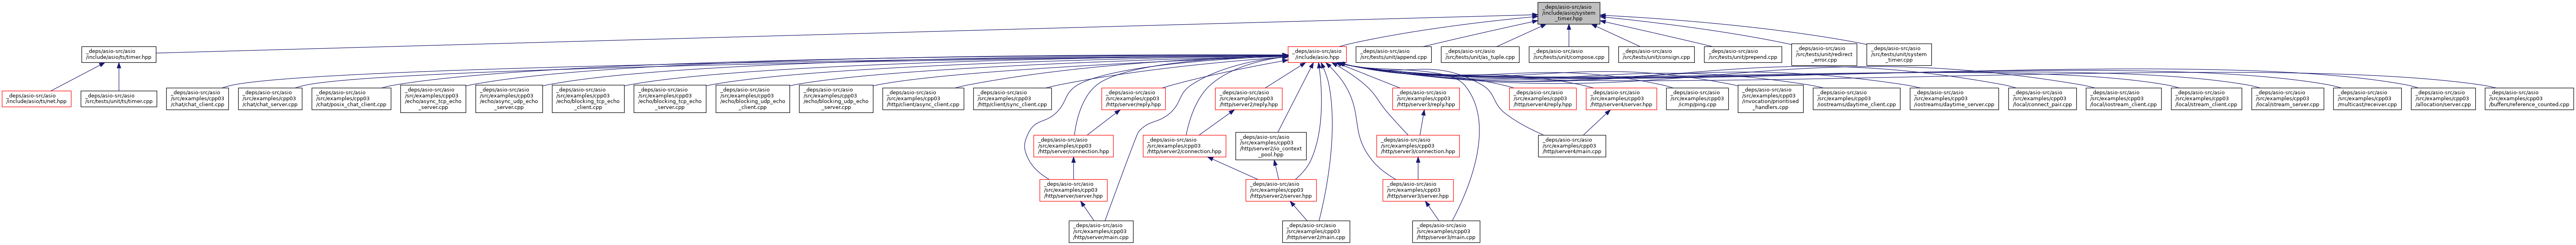 _deps/asio-src/asio
/include/asio/system
_timer.hpp
_deps/asio-src/asio
/include/asio/ts/timer.hpp
_deps/asio-src/asio
/include/asio.hpp
_deps/asio-src/asio
/src/tests/unit/append.cpp
_deps/asio-src/asio
/src/tests/unit/as_tuple.cpp
_deps/asio-src/asio
/src/tests/unit/compose.cpp
_deps/asio-src/asio
/src/tests/unit/consign.cpp
_deps/asio-src/asio
/src/tests/unit/prepend.cpp
_deps/asio-src/asio
/src/tests/unit/redirect
_error.cpp
_deps/asio-src/asio
/src/tests/unit/system
_timer.cpp
_deps/asio-src/asio
/include/asio/ts/net.hpp
_deps/asio-src/asio
/src/tests/unit/ts/timer.cpp
_deps/asio-src/asio
/src/examples/cpp03
/chat/chat_client.cpp
_deps/asio-src/asio
/src/examples/cpp03
/chat/chat_server.cpp
_deps/asio-src/asio
/src/examples/cpp03
/chat/posix_chat_client.cpp
_deps/asio-src/asio
/src/examples/cpp03
/echo/async_tcp_echo
_server.cpp
_deps/asio-src/asio
/src/examples/cpp03
/echo/async_udp_echo
_server.cpp
_deps/asio-src/asio
/src/examples/cpp03
/echo/blocking_tcp_echo
_client.cpp
_deps/asio-src/asio
/src/examples/cpp03
/echo/blocking_tcp_echo
_server.cpp
_deps/asio-src/asio
/src/examples/cpp03
/echo/blocking_udp_echo
_client.cpp
_deps/asio-src/asio
/src/examples/cpp03
/echo/blocking_udp_echo
_server.cpp
_deps/asio-src/asio
/src/examples/cpp03
/http/client/async_client.cpp
_deps/asio-src/asio
/src/examples/cpp03
/http/client/sync_client.cpp
_deps/asio-src/asio
/src/examples/cpp03
/http/server/reply.hpp
_deps/asio-src/asio
/src/examples/cpp03
/http/server2/reply.hpp
_deps/asio-src/asio
/src/examples/cpp03
/http/server3/reply.hpp
_deps/asio-src/asio
/src/examples/cpp03
/http/server4/reply.hpp
_deps/asio-src/asio
/src/examples/cpp03
/http/server4/server.hpp
_deps/asio-src/asio
/src/examples/cpp03
/icmp/ping.cpp
_deps/asio-src/asio
/src/examples/cpp03
/invocation/prioritised
_handlers.cpp
_deps/asio-src/asio
/src/examples/cpp03
/iostreams/daytime_client.cpp
_deps/asio-src/asio
/src/examples/cpp03
/iostreams/daytime_server.cpp
_deps/asio-src/asio
/src/examples/cpp03
/local/connect_pair.cpp
_deps/asio-src/asio
/src/examples/cpp03
/local/iostream_client.cpp
_deps/asio-src/asio
/src/examples/cpp03
/local/stream_client.cpp
_deps/asio-src/asio
/src/examples/cpp03
/local/stream_server.cpp
_deps/asio-src/asio
/src/examples/cpp03
/multicast/receiver.cpp
_deps/asio-src/asio
/src/examples/cpp03
/allocation/server.cpp
_deps/asio-src/asio
/src/examples/cpp03
/buffers/reference_counted.cpp
_deps/asio-src/asio
/src/examples/cpp03
/http/server/connection.hpp
_deps/asio-src/asio
/src/examples/cpp03
/http/server2/connection.hpp
_deps/asio-src/asio
/src/examples/cpp03
/http/server2/io_context
_pool.hpp
_deps/asio-src/asio
/src/examples/cpp03
/http/server3/connection.hpp
_deps/asio-src/asio
/src/examples/cpp03
/http/server4/main.cpp
_deps/asio-src/asio
/src/examples/cpp03
/http/server/server.hpp
_deps/asio-src/asio
/src/examples/cpp03
/http/server2/server.hpp
_deps/asio-src/asio
/src/examples/cpp03
/http/server3/server.hpp
_deps/asio-src/asio
/src/examples/cpp03
/http/server/main.cpp
_deps/asio-src/asio
/src/examples/cpp03
/http/server2/main.cpp
_deps/asio-src/asio
/src/examples/cpp03
/http/server3/main.cpp